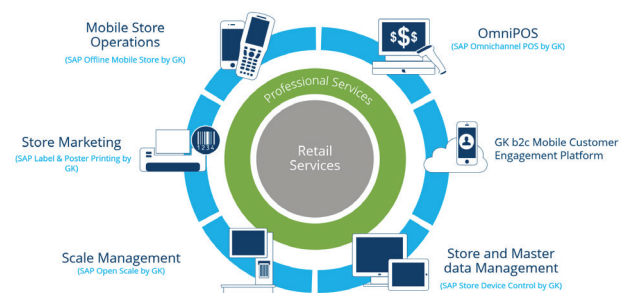 Mobile Store
Operations
(SAP Offline Mobile Store by GK)
$$$
OmniPOS
(SAP Omnichannel POS by GK)
Professional Services
Store Marketing
(SAP Label & Poster Printing by
GK)
1234
Retail
Services
GK b2c Mobile Customer
Engagement Platform
Scale Management
(SAP Open Scale by GK)
Store and Master
data Management
(SAP Store Device Control by GK)